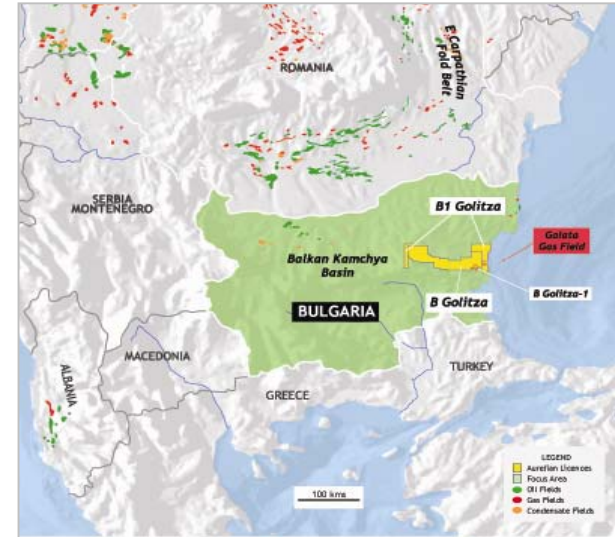 ROMANIA
E Carpathian
Fold Belt
SERBIA
MONTENEGRO
B1 Golitza
Galata
Gas Field
Balkan Kamchya
Basin
B Golitza
B Golitza-1
BULGARIA
ALBANIA
MACEDONIA
TURKEY
GREECE
100 kms
LEGEND
Aurelian Licences
Focus Area
Oil Fields
Gas Fields
Condensate Fields